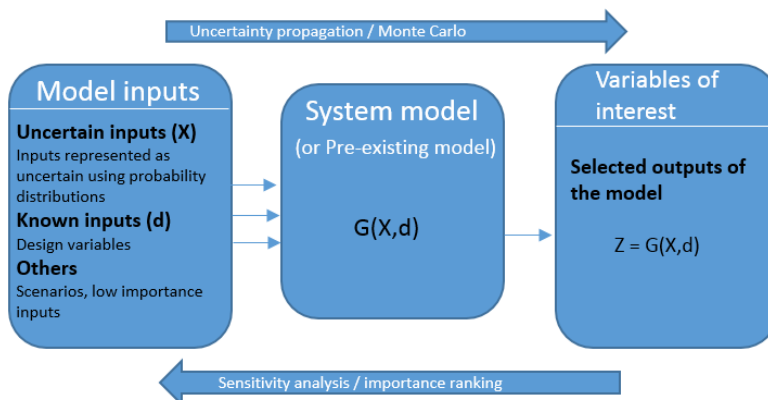 Uncertainty propagation / Monte Carlo
Model inputs
Uncertain inputs (X)
Inputs represented as
uncertain using probability
distributions
Known inputs (d)
Design variables
Others
Scenarios, low importance
inputs
System model
(or Pre-existing model)
G(X,d)
Variables of
interest
Selected outputs of
the model
Z = G(X,d)
Sensitivity analysis / importance ranking